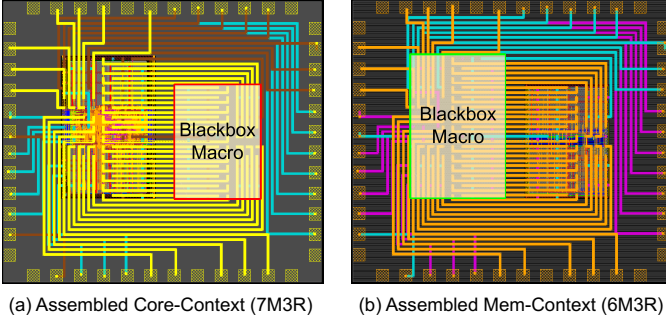 Blackbox
Macro
Blackbox
Macro
(a) Assembled Core-Context (7M3R)
(b) Assembled Mem-Context (6M3R)